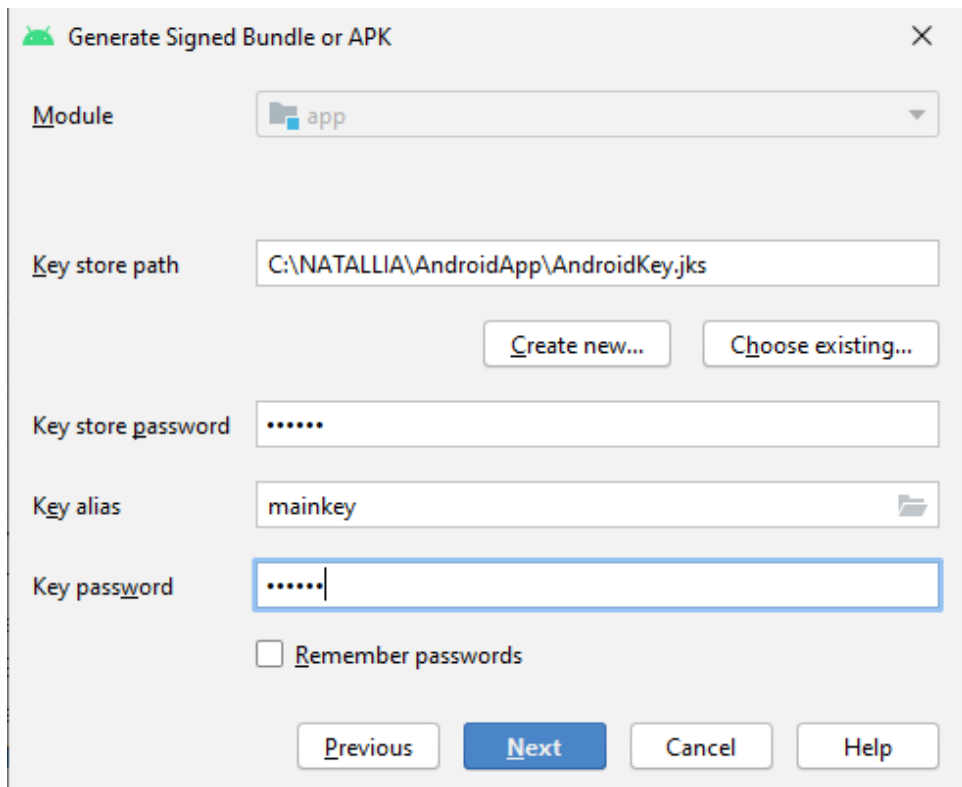 Generate Signed Bundle or APK
Module app
Key store path C:\NATALLIA\AndroidApp\AndroidKey.jks
Create new... Choose existing...
Key store password ••••••
Key alias mainkey
Key password ••••••
Remember passwords
Previous Next Cancel Help